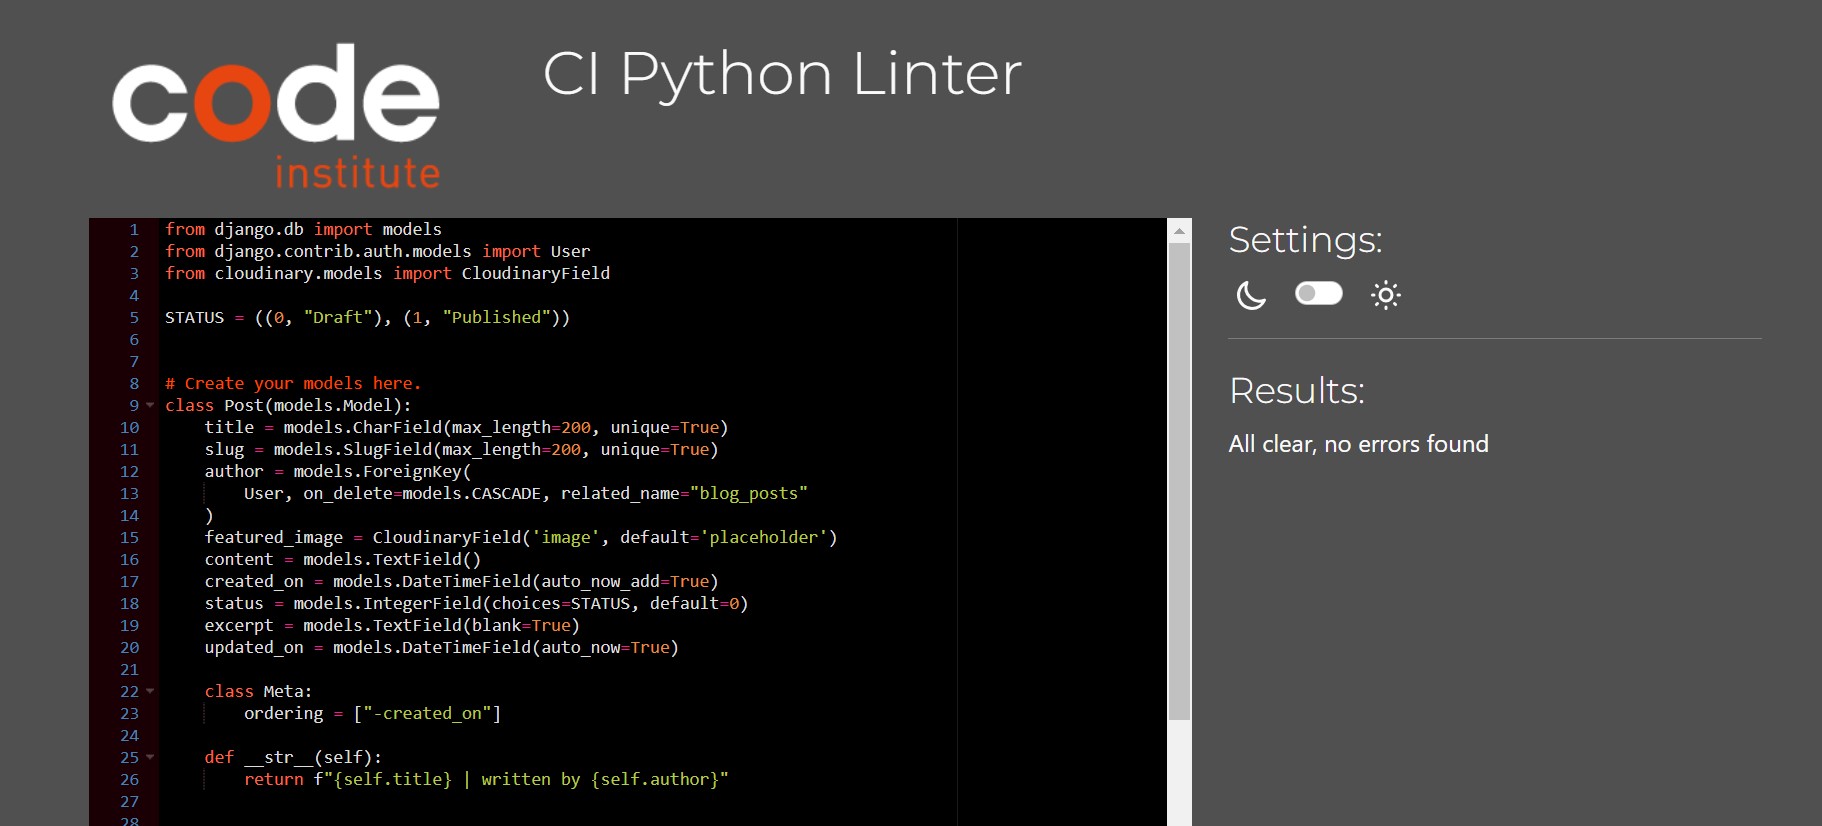 code
institute
CI Python Linter
1 from django.db import models
2 from django.contrib.auth.models import User
3 from cloudinary.models import CloudinaryField
4
5 STATUS = ((0, "Draft"), (1, "Published"))
6
7
8 # Create your models here.
9 class Post(models.Model):
10     title = models.CharField(max_length=200, unique=True)
11     slug = models.SlugField(max_length=200, unique=True)
12     author = models.ForeignKey(
13         User, on_delete=models.CASCADE, related_name="blog_posts"
14     )
15     featured_image = CloudinaryField('image', default='placeholder')
16     content = models.TextField()
17     created_on = models.DateTimeField(auto_now_add=True)
18     status = models.IntegerField(choices=STATUS, default=0)
19     excerpt = models.TextField(blank=True)
20     updated_on = models.DateTimeField(auto_now=True)
21
22     class Meta:
23         ordering = ["-created_on"]
24
25     def __str__(self):
26         return f"{self.title} | written by {self.author}"
27
28
Settings:
Results:
All clear, no errors found